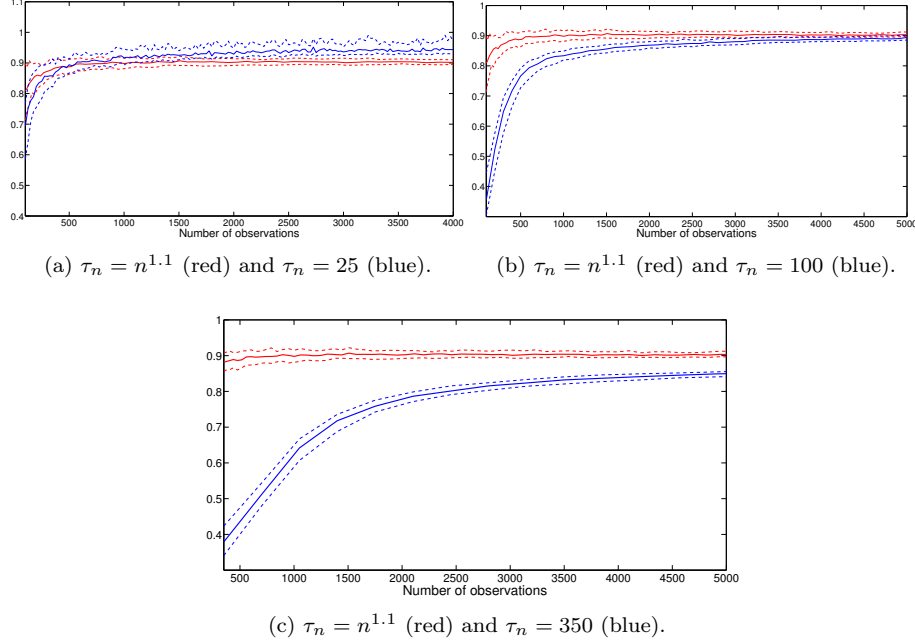 1.1
1
0.9
0.8
0.7
0.6
0.5
0.4
500 1000 1500 2000 2500 3000 3500 4000
Number of observations
(a) τn = n^1.1 (red) and τn = 25 (blue).
1
0.9
0.8
0.7
0.6
0.5
0.4
500 1000 1500 2000 2500 3000 3500 4000 4500 5000
Number of observations
(b) τn = n^1.1 (red) and τn = 100 (blue).
1
0.9
0.8
0.7
0.6
0.5
0.4
500 1000 1500 2000 2500 3000 3500 4000 4500 5000
Number of observations
(c) τn = n^1.1 (red) and τn = 350 (blue).